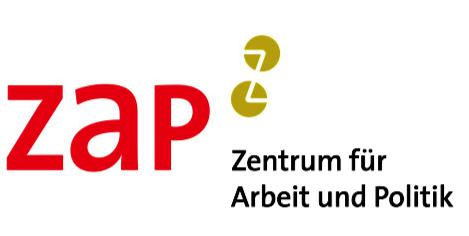 zaP
Zentrum für
Arbeit und Politik